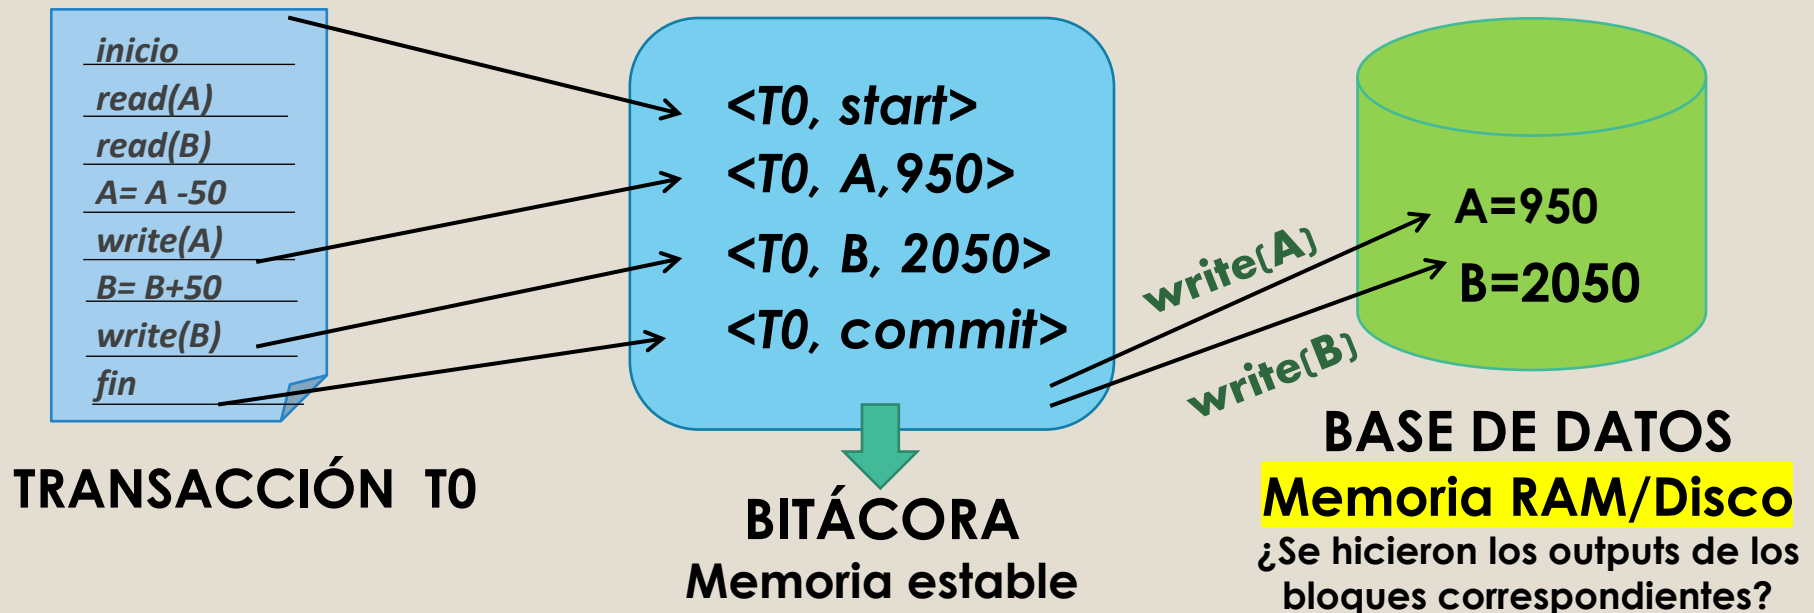 inicio
read(A)
read(B)
A= A -50
write(A)
B= B+50
write(B)
fin
TRANSACCIÓN T0
<T0, start>
<T0, A,950>
<T0, B, 2050>
<T0, commit>
BITÁCORA
Memoria estable
write(A)
write(B)
A=950
B=2050
BASE DE DATOS
Memoria RAM/Disco
¿Se hicieron los outputs de los
bloques correspondientes?